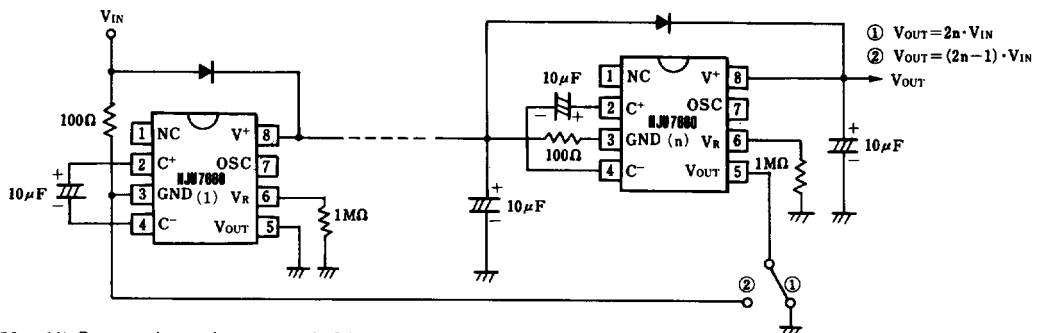 VIN
① VOUT=2n·VIN
② VOUT=(2n−1)·VIN
VOUT
100Ω
10μF
1 NC V+ 8
2 C+ OSC 7
NJU7660
3 GND (1) VR 6
4 C− VOUT 5
1MΩ
10μF
10μF
1 NC V+ 8
2 C+ OSC 7
NJU7660
3 GND (n) VR 6
4 C− VOUT 5
100Ω
1MΩ
10μF
② ①